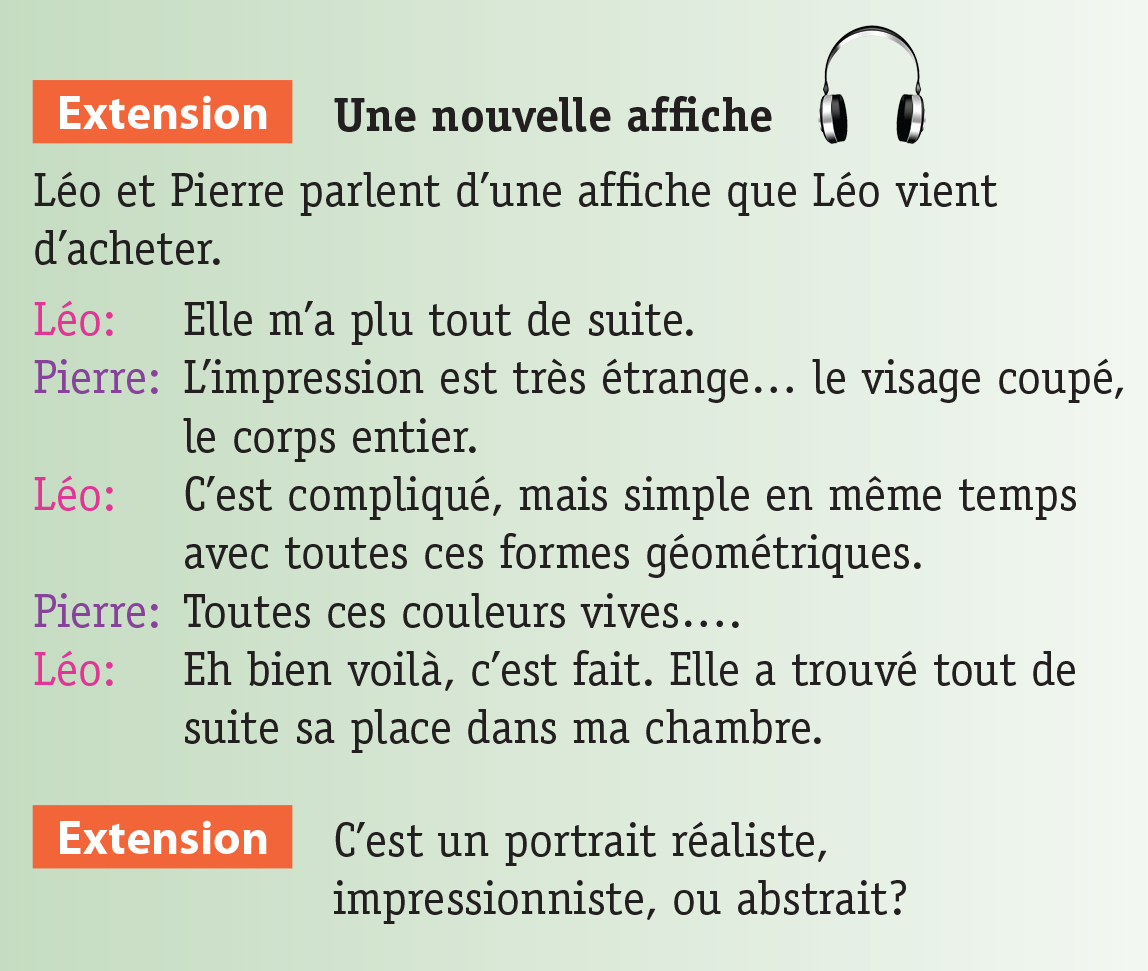 Extension Une nouvelle affiche
Léo et Pierre parlent d’une affiche que Léo vient
d’acheter.
Léo: Elle m’a plu tout de suite.
Pierre: L’impression est très étrange... le visage coupé,
le corps entier.
Léo: C’est compliqué, mais simple en même temps
avec toutes ces formes géométriques.
Pierre: Toutes ces couleurs vives....
Léo: Eh bien voilà, c’est fait. Elle a trouvé tout de
suite sa place dans ma chambre.
Extension C’est un portrait réaliste,
impressionniste, ou abstrait?